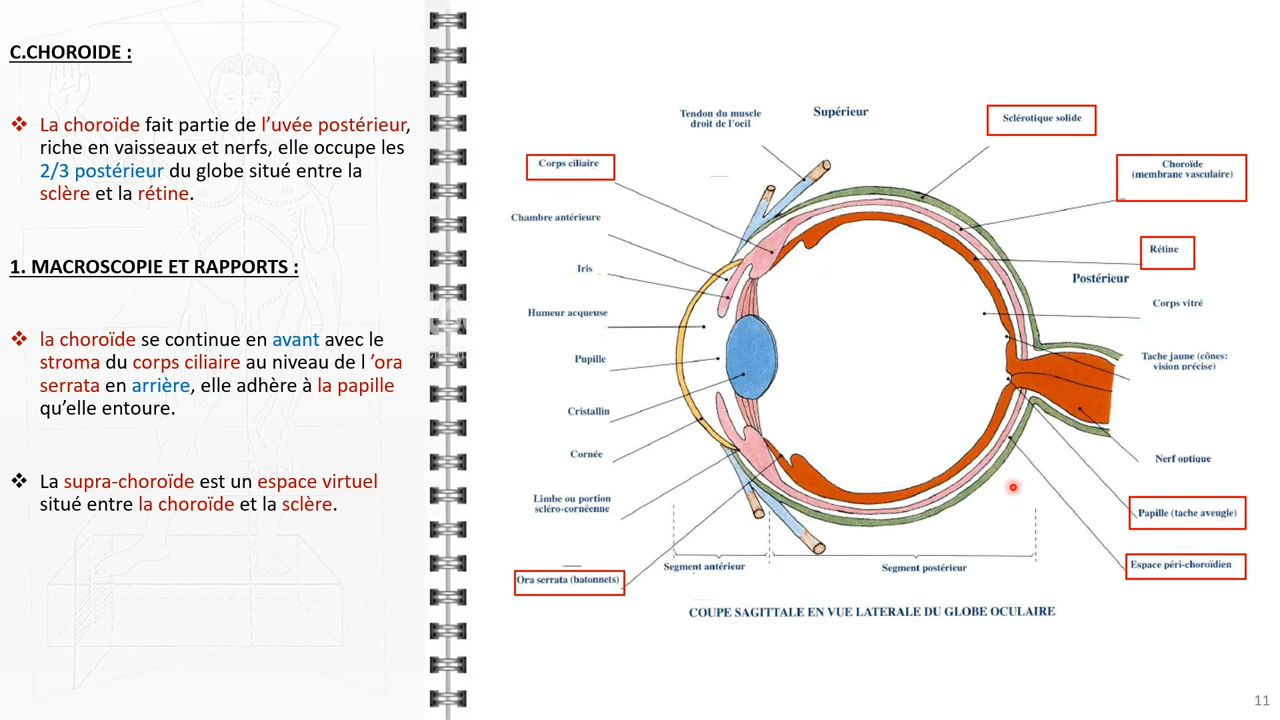 C.CHOROIDE :
❖ La choroïde fait partie de l’uvée postérieur,
riche en vaisseaux et nerfs, elle occupe les
2/3 postérieur du globe situé entre la
sclère et la rétine.
1. MACROSCOPIE ET RAPPORTS :
❖ la choroïde se continue en avant avec le
stroma du corps ciliaire au niveau de l ’ora
serrata en arrière, elle adhère à la papille
qu’elle entoure.
❖ La supra-choroïde est un espace virtuel
situé entre la choroïde et la sclère.
Tendon du muscle
droit de l'oeil
Supérieur
Sclérotique solide
Corps ciliaire
Choroïde
(membrane vasculaire)
Chambre antérieure
Rétine
Iris
Postérieur
Corps vitré
Humeur acqueuse
Pupille
Tache jaune (cônes:
vision précise)
Cristallin
Cornée
Nerf optique
Limbe ou portion
scléro-cornéenne
Papille (tache aveugle)
Segment antérieur
Segment postérieur
Espace péri-choroïdien
Ora serrata (batonnets)
COUPE SAGITTALE EN VUE LATERALE DU GLOBE OCULAIRE
11